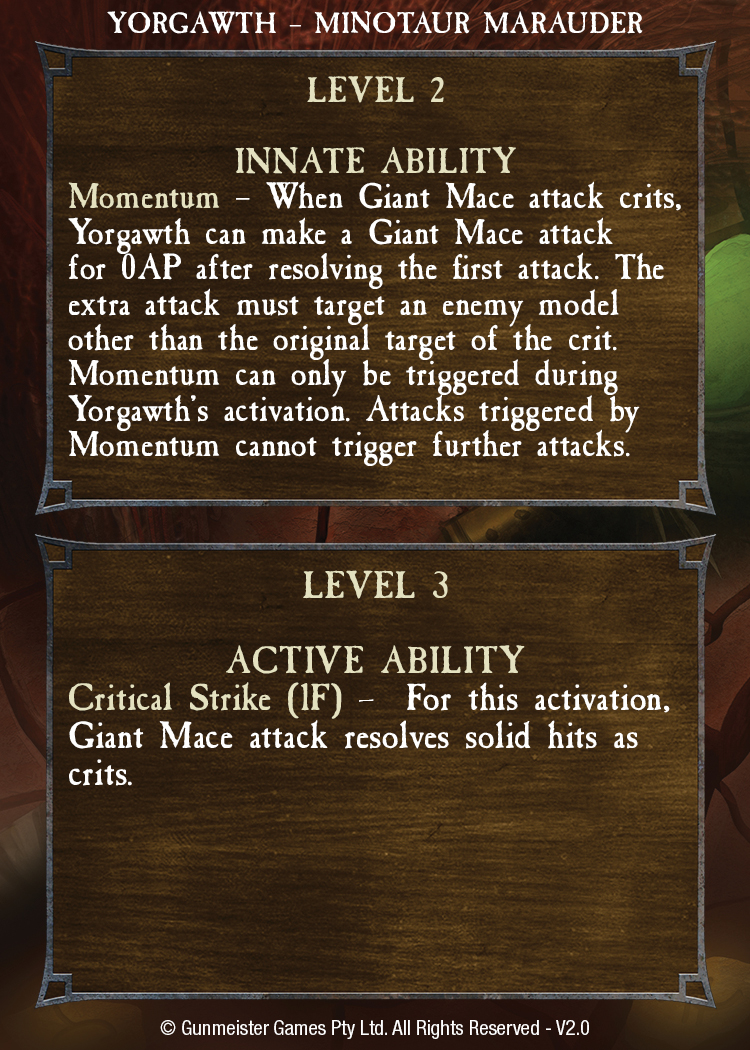 YORGAWTH – MINOTAUR MARAUDER
LEVEL 2
INNATE ABILITY
Momentum – When Giant Mace attack crits,
Yorgawth can make a Giant Mace attack
for 0AP after resolving the first attack. The
extra attack must target an enemy model
other than the original target of the crit.
Momentum can only be triggered during
Yorgawth's activation. Attacks triggered by
Momentum cannot trigger further attacks.
LEVEL 3
ACTIVE ABILITY
Critical Strike (1F) – For this activation,
Giant Mace attack resolves solid hits as
crits.
© Gunmeister Games Pty Ltd. All Rights Reserved - V2.0